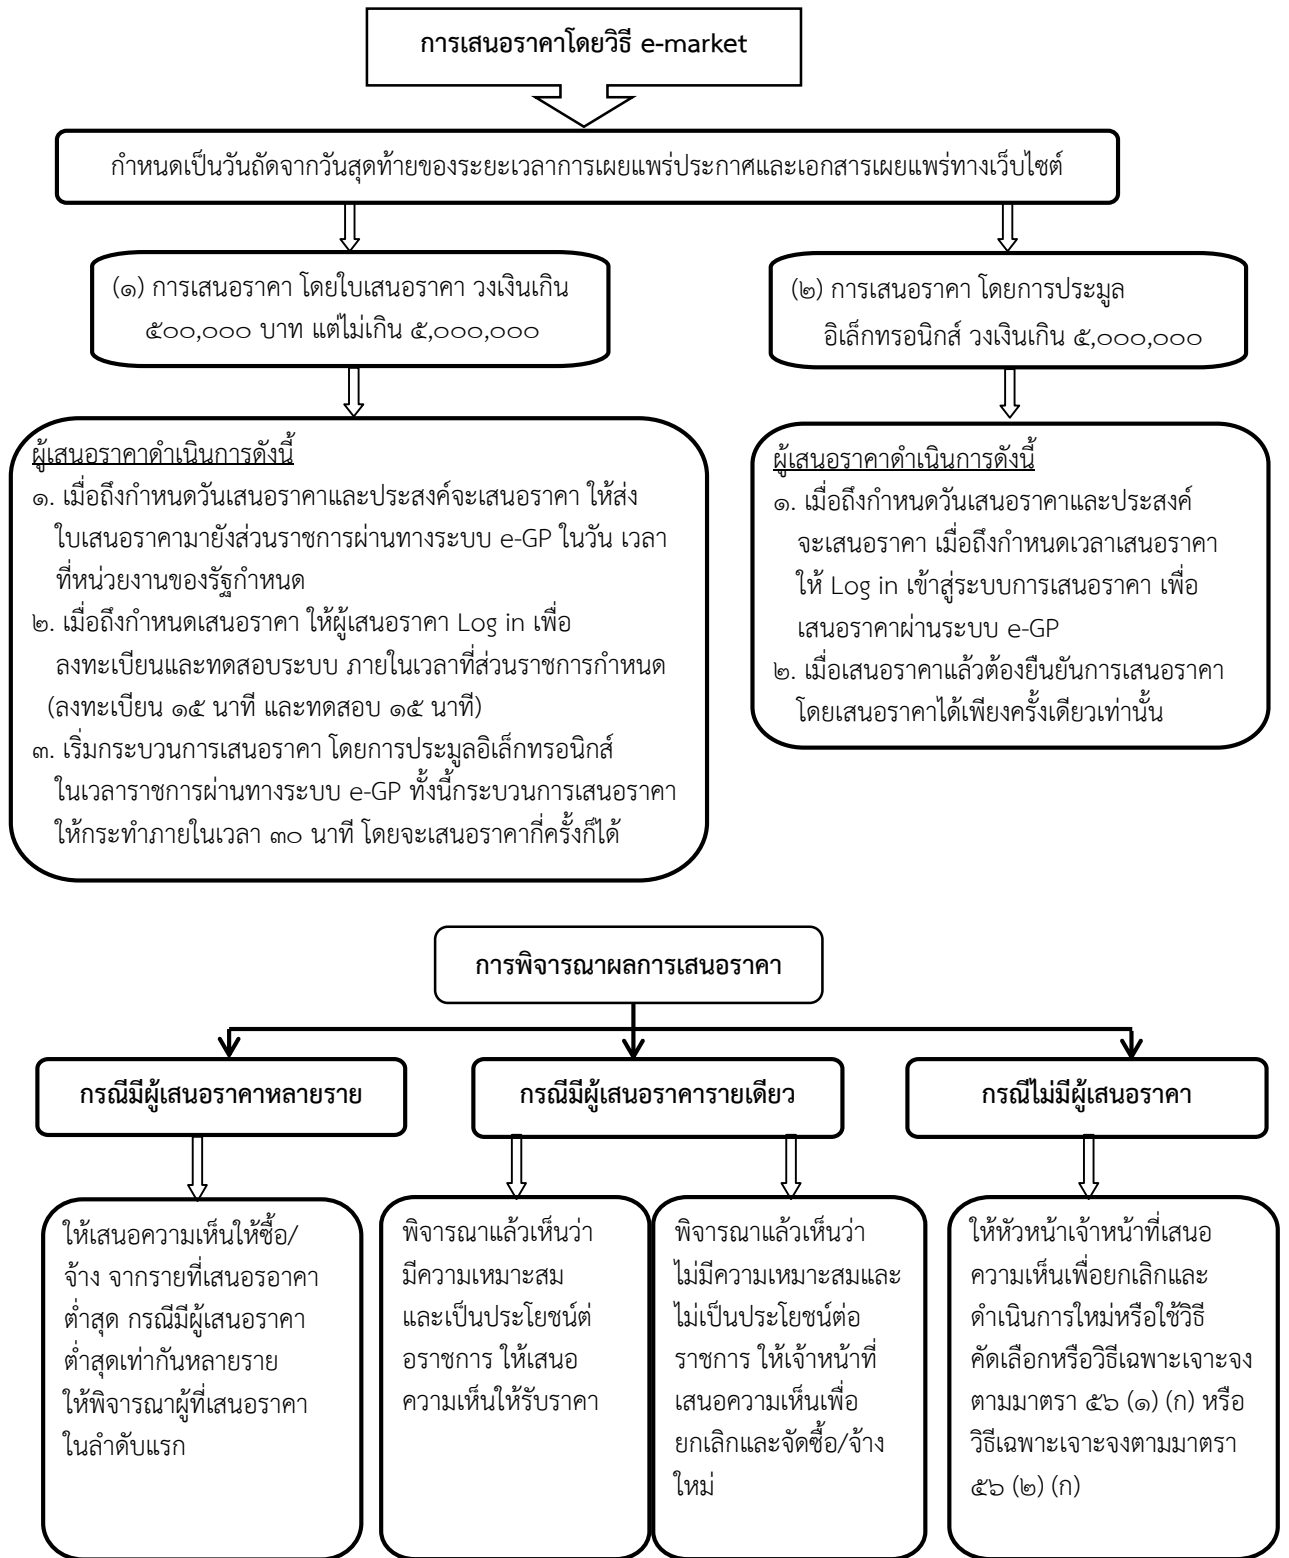 การเสนอราคาโดยวิธี e-market
กำหนดเป็นวันถัดจากวันสุดท้ายของระยะเวลาการเผยแพร่ประกาศและเอกสารเผยแพร่ทางเว็บไซต์
(๑) การเสนอราคา โดยใบเสนอราคา วงเงินเกิน
๕๐๐,๐๐๐ บาท แต่ไม่เกิน ๕,๐๐๐,๐๐๐
(๒) การเสนอราคา โดยการประมูล
อิเล็กทรอนิกส์ วงเงินเกิน ๕,๐๐๐,๐๐๐
ผู้เสนอราคาดำเนินการดังนี้
๑. เมื่อถึงกำหนดวันเสนอราคาและประสงค์จะเสนอราคา ให้ส่ง
ใบเสนอราคามายังส่วนราชการผ่านทางระบบ e-GP ในวัน เวลา
ที่หน่วยงานของรัฐกำหนด
๒. เมื่อถึงกำหนดเสนอราคา ให้ผู้เสนอราคา Log in เพื่อ
ลงทะเบียนและทดสอบระบบ ภายในเวลาที่ส่วนราชการกำหนด
(ลงทะเบียน ๑๕ นาที และทดสอบ ๑๕ นาที)
๓. เริ่มกระบวนการเสนอราคา โดยการประมูลอิเล็กทรอนิกส์
ในเวลาราชการผ่านทางระบบ e-GP ทั้งนี้กระบวนการเสนอราคา
ให้กระทำภายในเวลา ๓๐ นาที โดยจะเสนอราคากี่ครั้งก็ได้
ผู้เสนอราคาดำเนินการดังนี้
๑. เมื่อถึงกำหนดวันเสนอราคาและประสงค์
จะเสนอราคา เมื่อถึงกำหนดเวลาเสนอราคา
ให้ Log in เข้าสู่ระบบการเสนอราคา เพื่อ
เสนอราคาผ่านระบบ e-GP
๒. เมื่อเสนอราคาแล้วต้องยืนยันการเสนอราคา
โดยเสนอราคาได้เพียงครั้งเดียวเท่านั้น
การพิจารณาผลการเสนอราคา
กรณีมีผู้เสนอราคาหลายราย
กรณีมีผู้เสนอราคารายเดียว
กรณีไม่มีผู้เสนอราคา
ให้เสนอความเห็นให้ซื้อ/
จ้าง จากรายที่เสนอรอาคา
ต่ำสุด กรณีมีผู้เสนอราคา
ต่ำสุดเท่ากันหลายราย
ให้พิจารณาผู้ที่เสนอราคา
ในลำดับแรก
พิจารณาแล้วเห็นว่า
มีความเหมาะสม
และเป็นประโยชน์ต่
อราชการ ให้เสนอ
ความเห็นให้รับราคา
พิจารณาแล้วเห็นว่า
ไม่มีความเหมาะสมและ
ไม่เป็นประโยชน์ต่อ
ราชการ ให้เจ้าหน้าที่
เสนอความเห็นเพื่อ
ยกเลิกและจัดซื้อ/จ้าง
ใหม่
ให้หัวหน้าเจ้าหน้าที่เสนอ
ความเห็นเพื่อยกเลิกและ
ดำเนินการใหม่หรือใช้วิธี
คัดเลือกหรือวิธีเฉพาะเจาะจง
ตามมาตรา ๕๖ (๑) (ก) หรือ
วิธีเฉพาะเจาะจงตามมาตรา
๕๖ (๒) (ก)